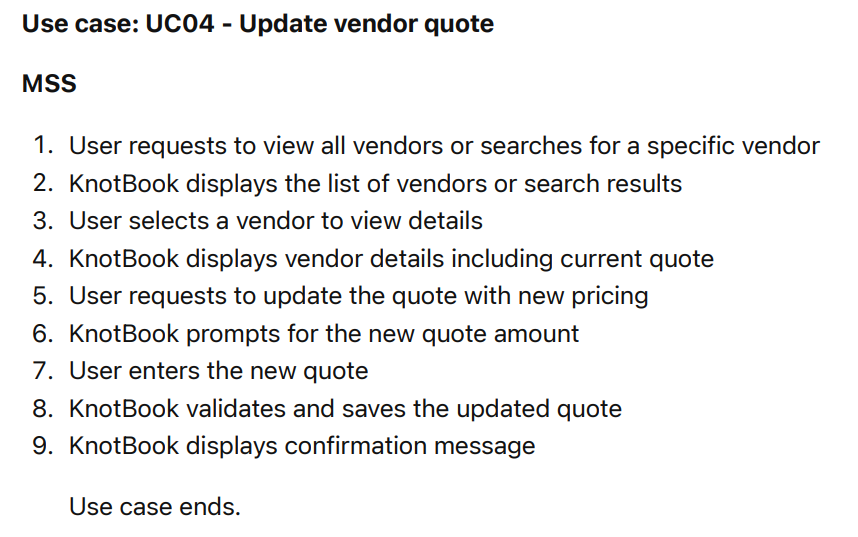 Use case: UC04 - Update vendor quote
MSS
1. User requests to view all vendors or searches for a specific vendor
2. KnotBook displays the list of vendors or search results
3. User selects a vendor to view details
4. KnotBook displays vendor details including current quote
5. User requests to update the quote with new pricing
6. KnotBook prompts for the new quote amount
7. User enters the new quote
8. KnotBook validates and saves the updated quote
9. KnotBook displays confirmation message
Use case ends.